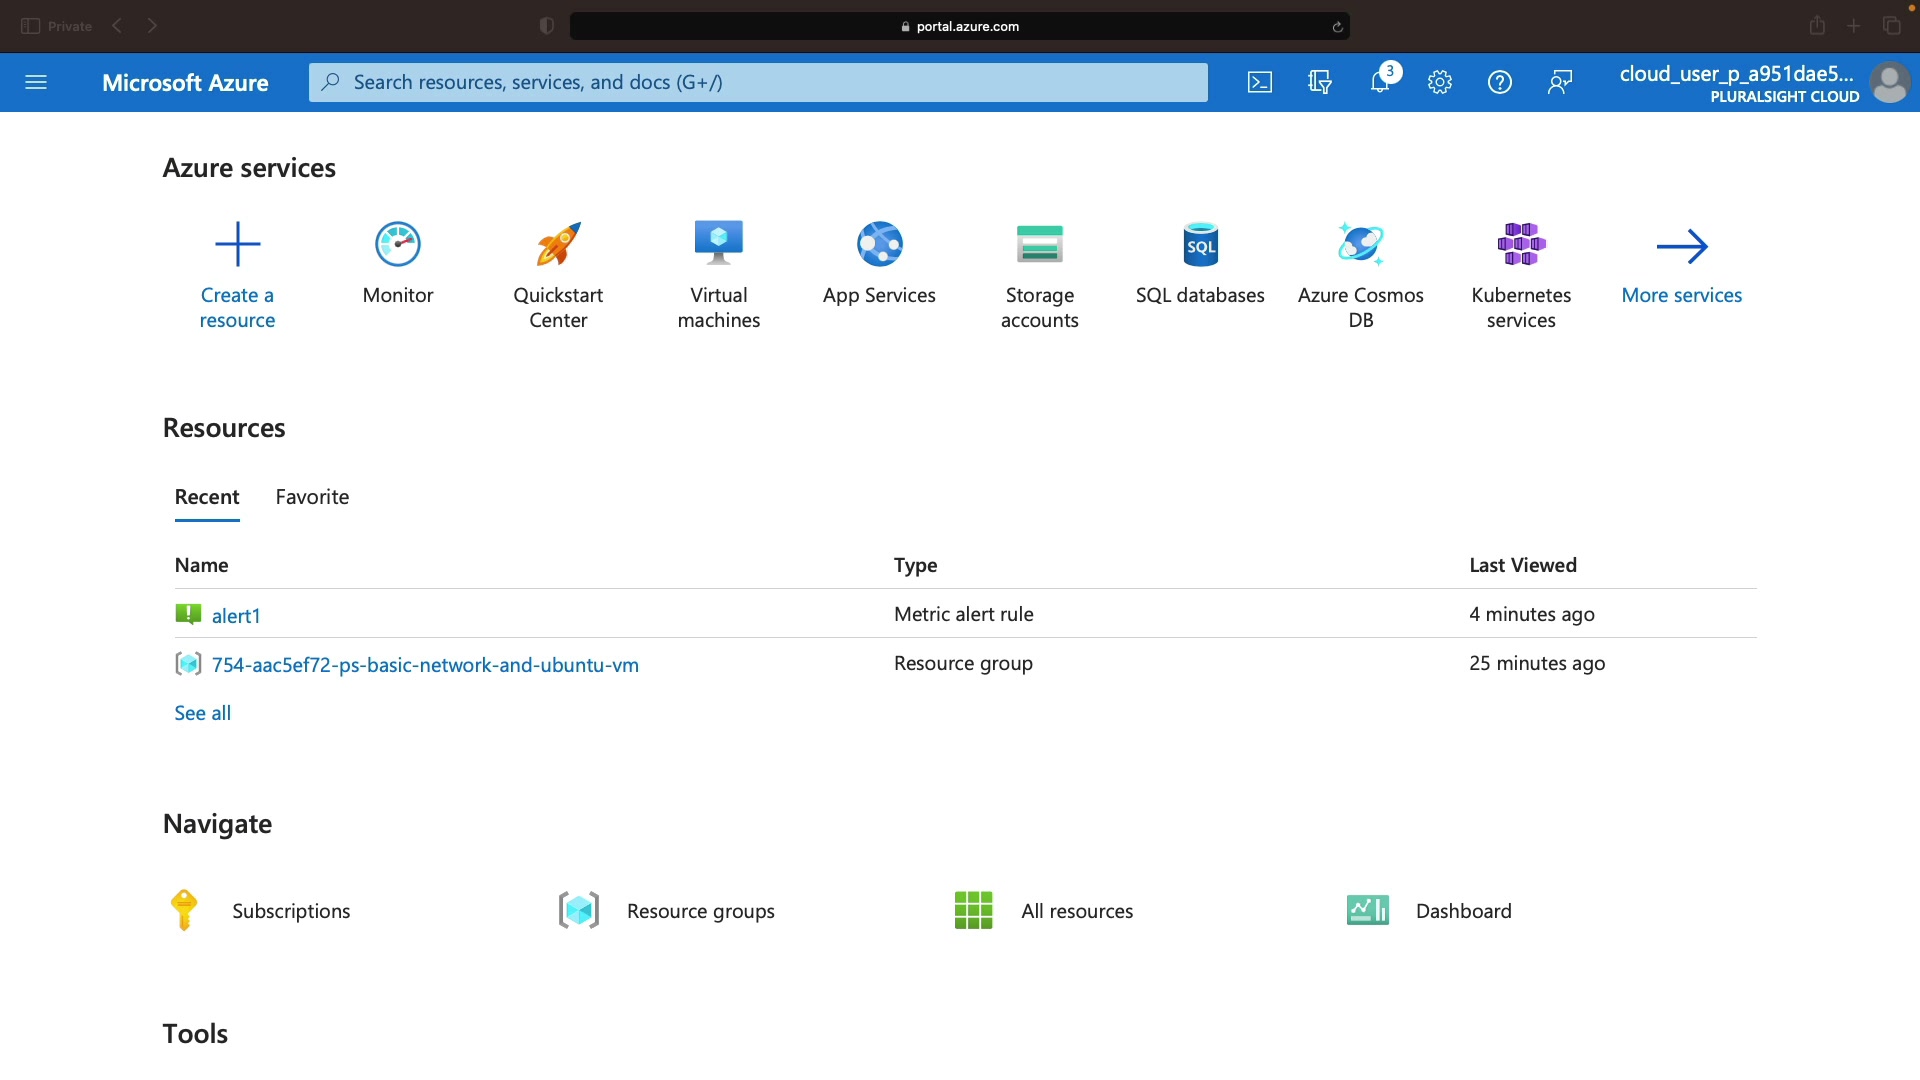 Private
portal.azure.com
Microsoft Azure
Search resources, services, and docs (G+/)
3
cloud_user_p_a951dae5...
PLURALSIGHT CLOUD
Azure services
Create a
resource
Monitor
Quickstart
Center
Virtual
machines
App Services
Storage
accounts
SQL
SQL databases
Azure Cosmos
DB
Kubernetes
services
More services
Resources
Recent
Favorite
Name
Type
Last Viewed
alert1
Metric alert rule
4 minutes ago
754-aac5ef72-ps-basic-network-and-ubuntu-vm
Resource group
25 minutes ago
See all
Navigate
Subscriptions
Resource groups
All resources
Dashboard
Tools